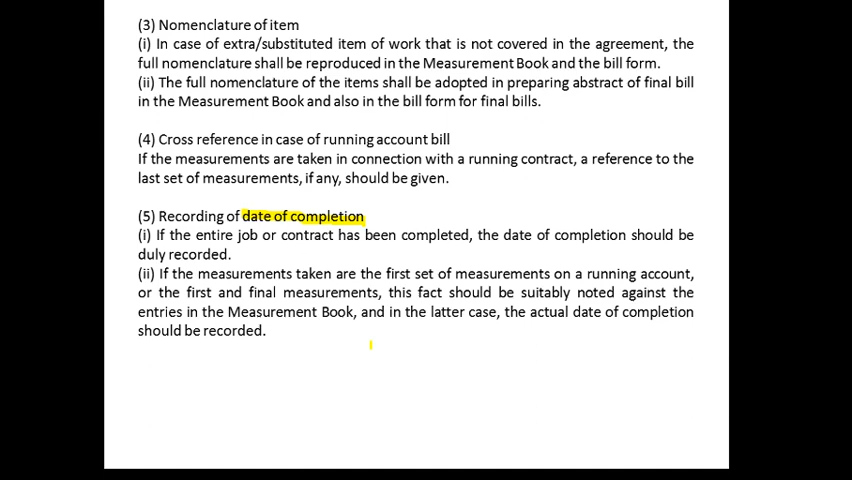 (3) Nomenclature of item
(i) In case of extra/substituted item of work that is not covered in the agreement, the
full nomenclature shall be reproduced in the Measurement Book and the bill form.
(ii) The full nomenclature of the items shall be adopted in preparing abstract of final bill
in the Measurement Book and also in the bill form for final bills.
(4) Cross reference in case of running account bill
If the measurements are taken in connection with a running contract, a reference to the
last set of measurements, if any, should be given.
(5) Recording of date of completion
(i) If the entire job or contract has been completed, the date of completion should be
duly recorded.
(ii) If the measurements taken are the first set of measurements on a running account,
or the first and final measurements, this fact should be suitably noted against the
entries in the Measurement Book, and in the latter case, the actual date of completion
should be recorded.